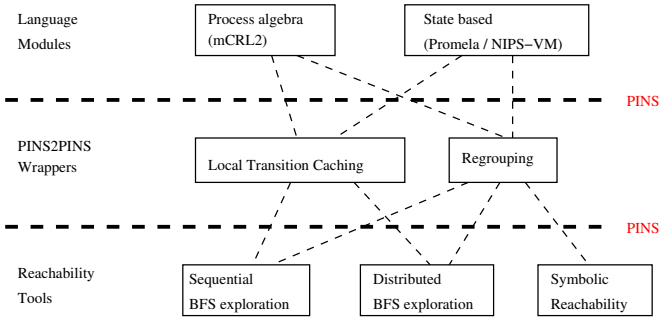 Language
Modules
Process algebra
(mCRL2)
State based
(Promela / NIPS−VM)
PINS
PINS2PINS
Wrappers
Local Transition Caching
Regrouping
PINS
Reachability
Tools
Sequential
BFS exploration
Distributed
BFS exploration
Symbolic
Reachability